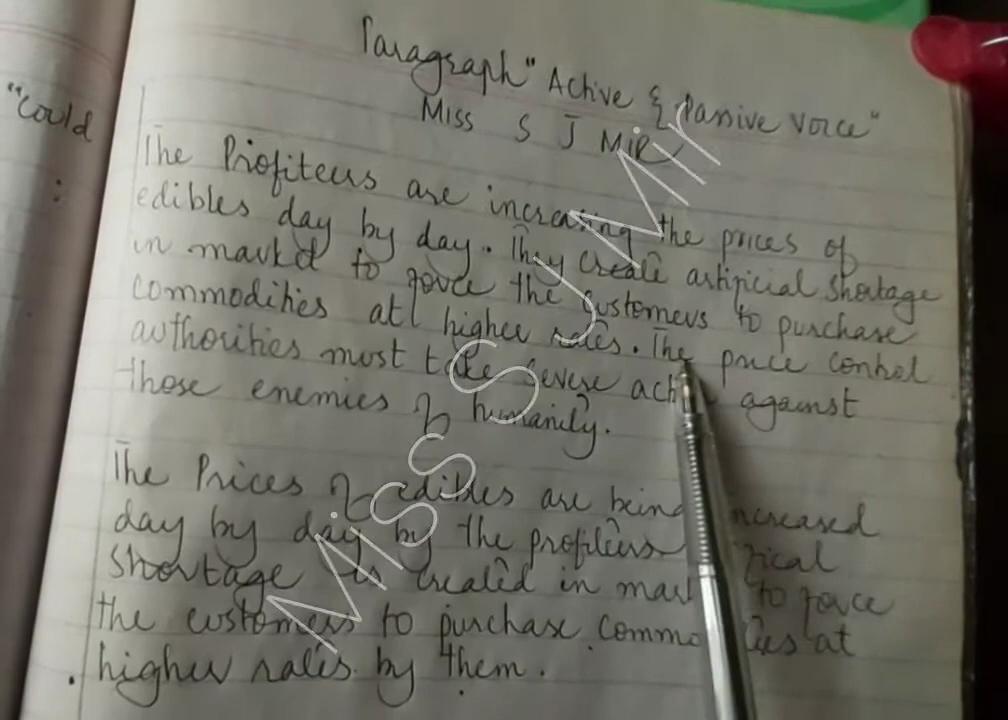 "Could
:
Paragraph "Active & Passive Voice"
Miss S J MIR
The Profiteers are increasing the prices of
edibles day by day. They create artificial shortage
in market to force the customers to purchase
commodities at higher rates. The price control
authorities must take severe against
those enemies of humanity.
The Prices of edibles are being increased
day by day by the profiteers
shortage is created in to force
the customers to purchase at
higher rates by them.
Miss S J Mir